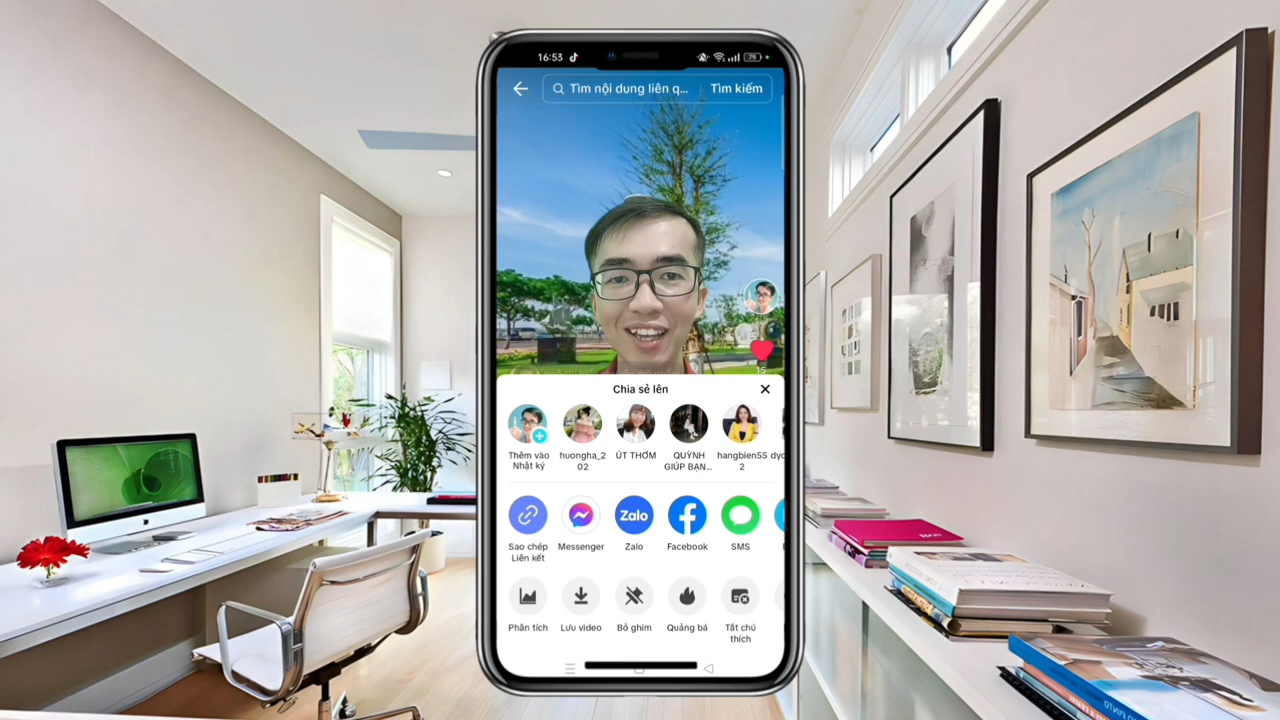 16:53
79
Tìm nội dung liên q...
Tìm kiếm
15
Chia sẻ lên
Thêm vào
Nhật ký
huongha_2
02
ÚT THƠM
QUỲNH
GIÚP BẠN...
hangbien55
2
Zalo
Sao chép
Liên kết
Messenger
Zalo
Facebook
SMS
Phân tích
Lưu video
Bỏ ghim
Quảng bá
Tắt chú
thích